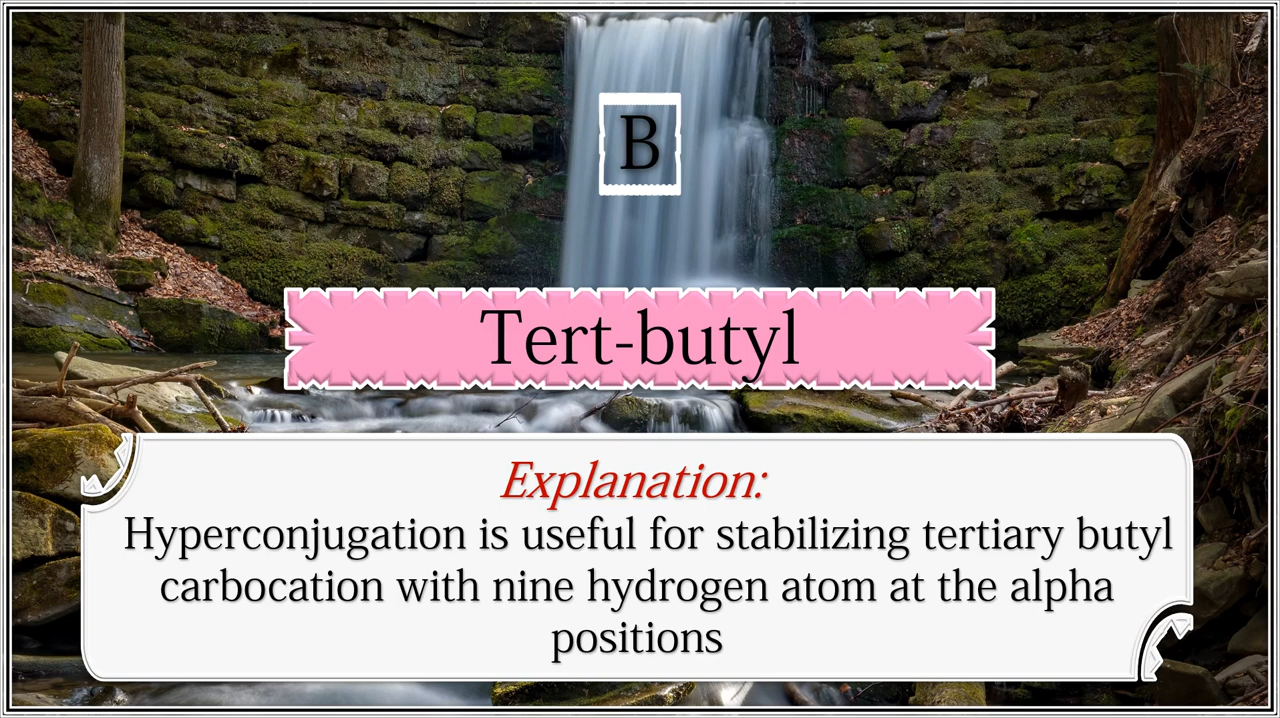 B
Tert-butyl
Explanation:
Hyperconjugation is useful for stabilizing tertiary butyl
carbocation with nine hydrogen atom at the alpha
positions